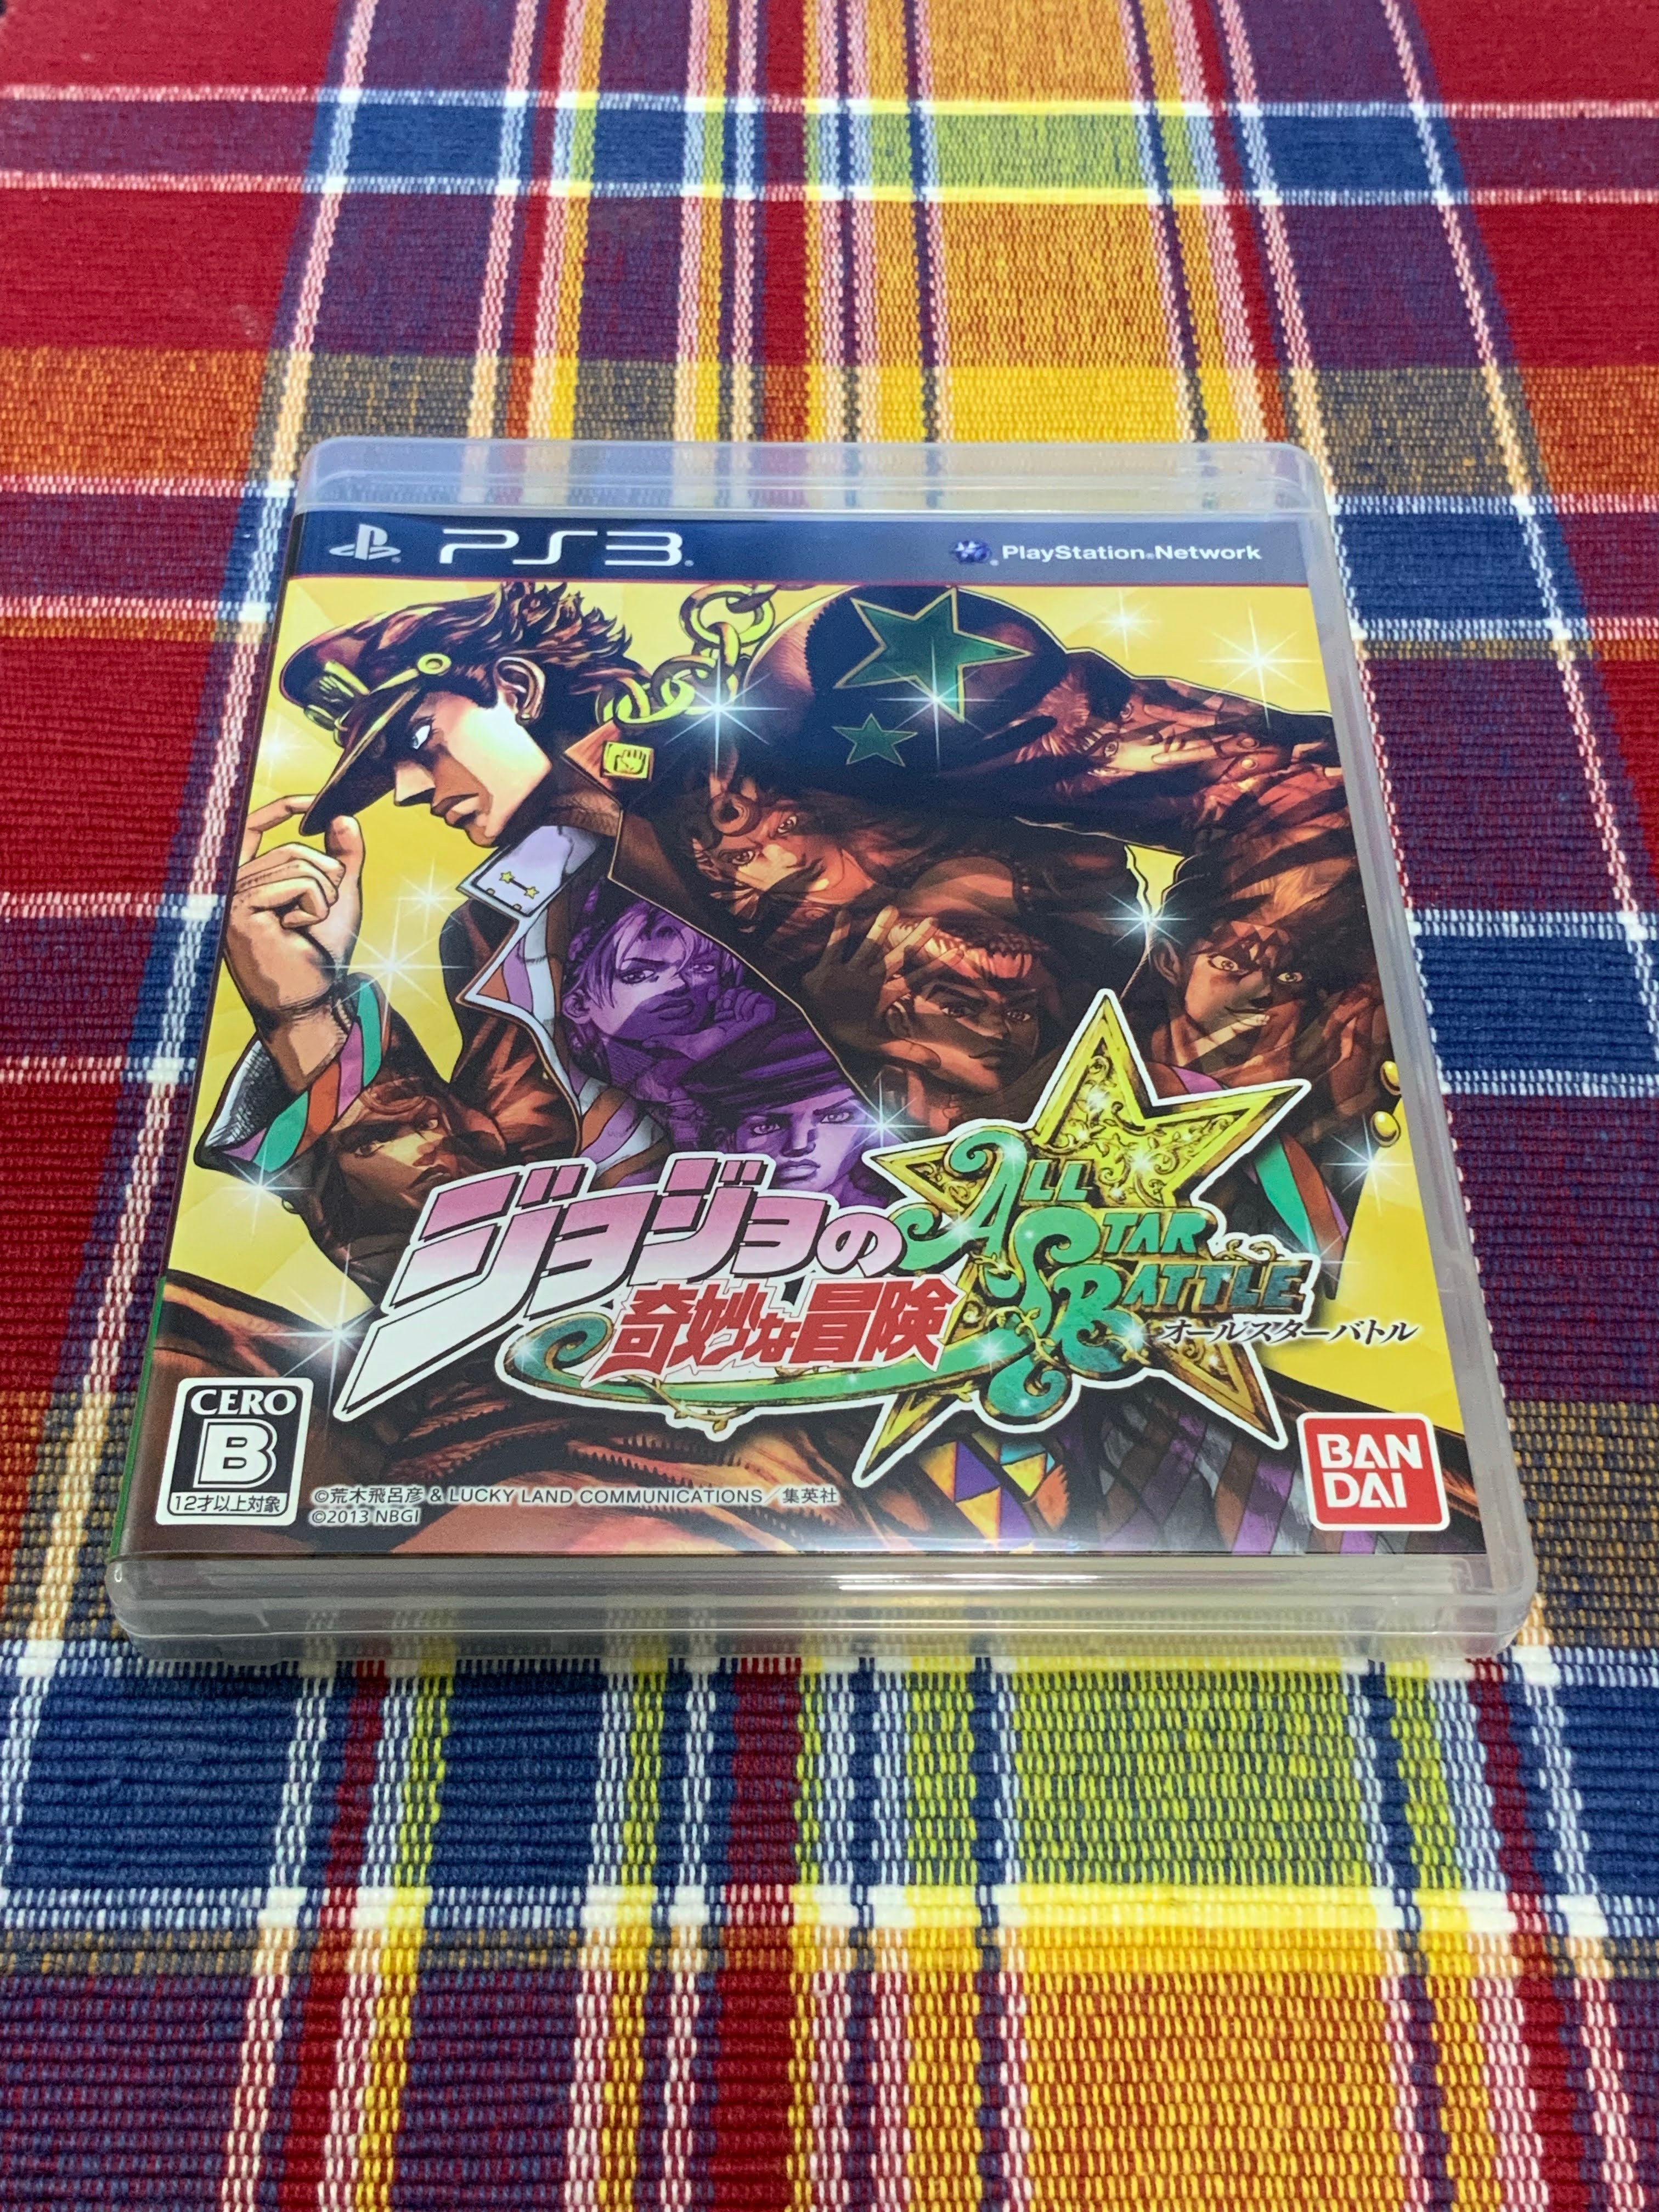 PS3
PlayStation®Network
ジョジョの
奇妙な冒険
ALL
STAR
BATTLE
オールスターバトル
CERO
B
12才以上対象
©荒木飛呂彦 & LUCKY LAND COMMUNICATIONS／集英社
©2013 NBGI
BAN
DAI